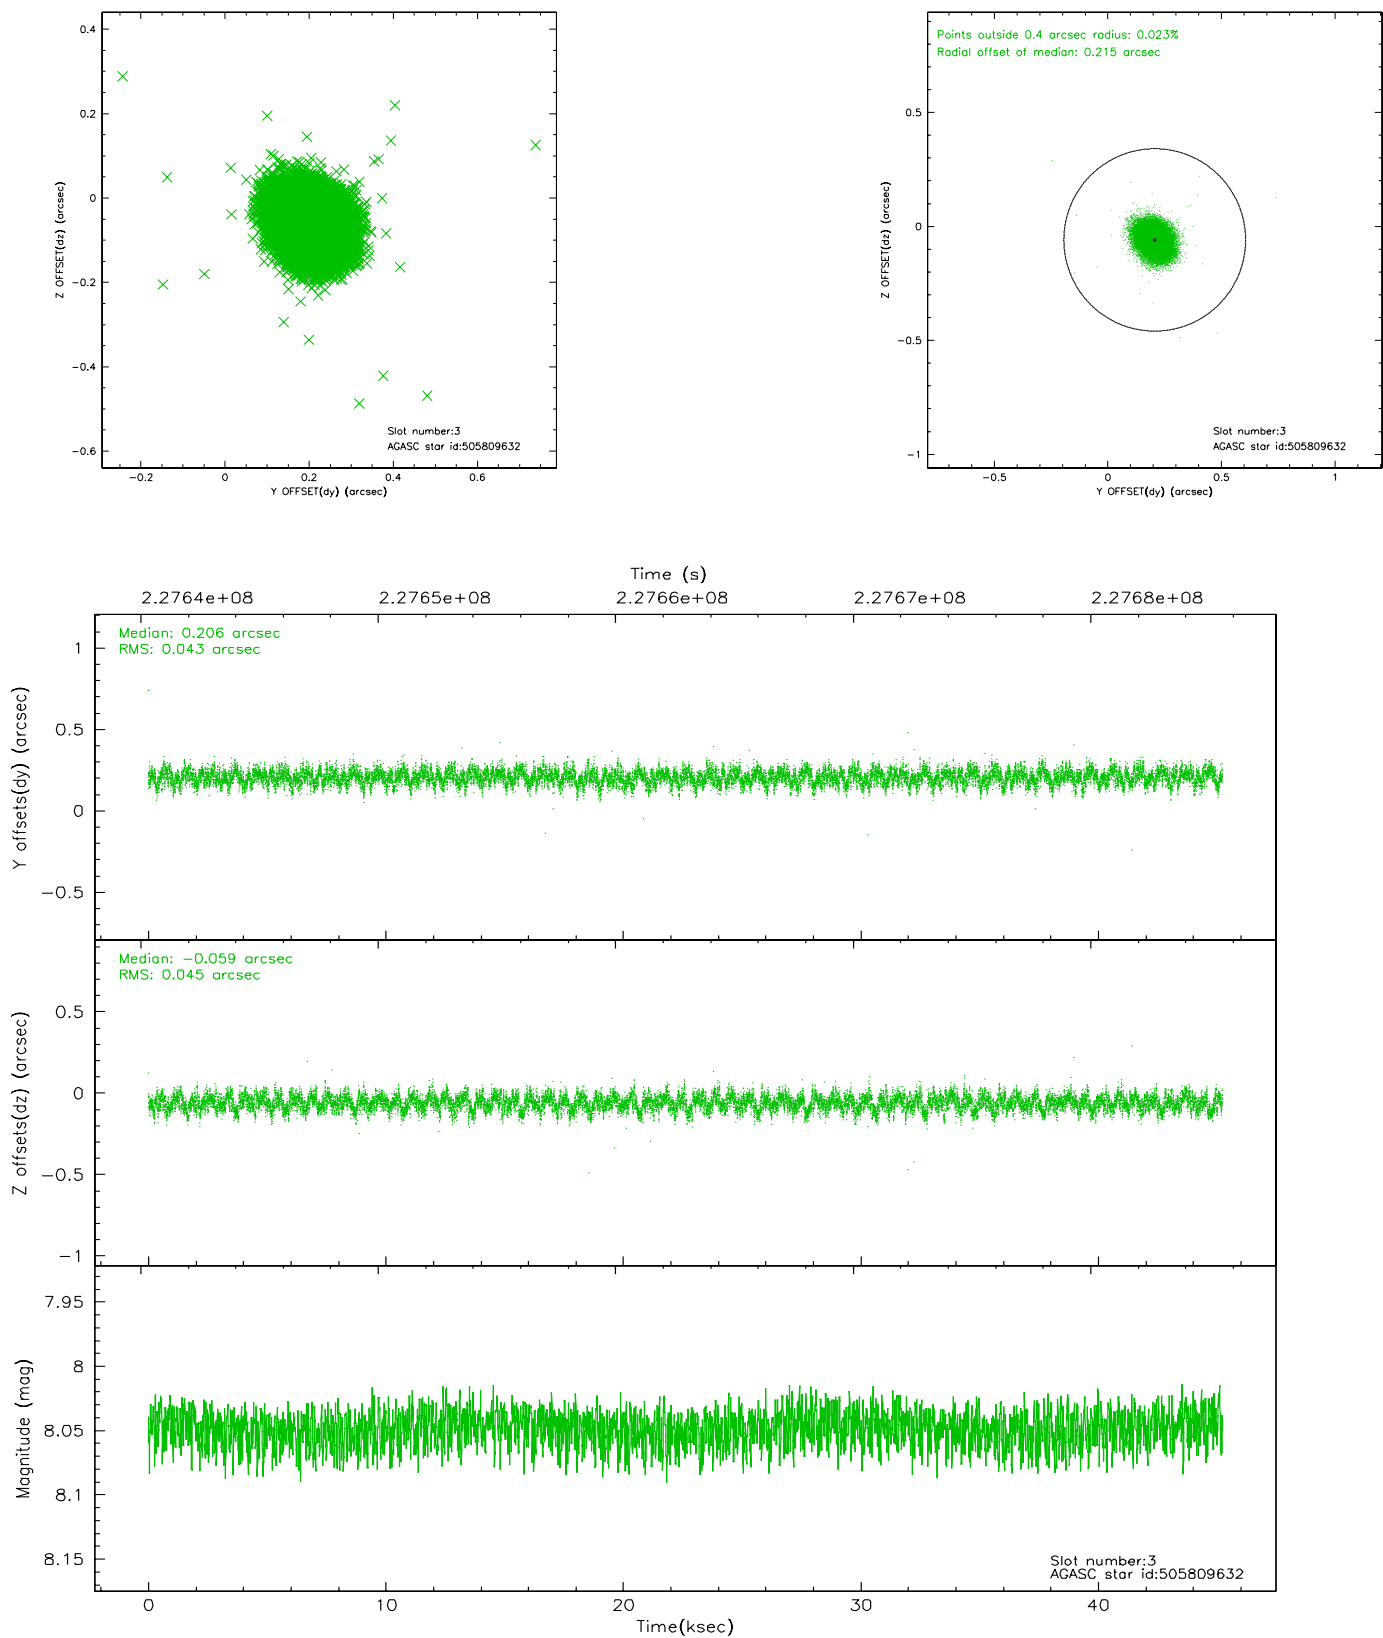 0.4
0.2
0
−0.2
−0.4
−0.6
Z OFFSET(dz) (arcsec)
Slot number:3
AGASC star id:505809632
−0.2
0
0.2
0.4
0.6
Y OFFSET(dy) (arcsec)
Points outside 0.4 arcsec radius: 0.023%
Radial offset of median: 0.215 arcsec
0.5
0
−0.5
−1
Z OFFSET(dz) (arcsec)
Slot number:3
AGASC star id:505809632
−0.5
0
0.5
1
Y OFFSET(dy) (arcsec)
Time (s)
2.2764e+08
2.2765e+08
2.2766e+08
2.2767e+08
2.2768e+08
Median: 0.206 arcsec
RMS: 0.043 arcsec
1
0.5
0
−0.5
Y offsets(dy) (arcsec)
Median: −0.059 arcsec
RMS: 0.045 arcsec
0.5
0
−0.5
−1
Z offsets(dz) (arcsec)
7.95
8
8.05
8.1
8.15
Magnitude (mag)
Slot number:3
AGASC star id:505809632
0
10
20
30
40
Time(ksec)